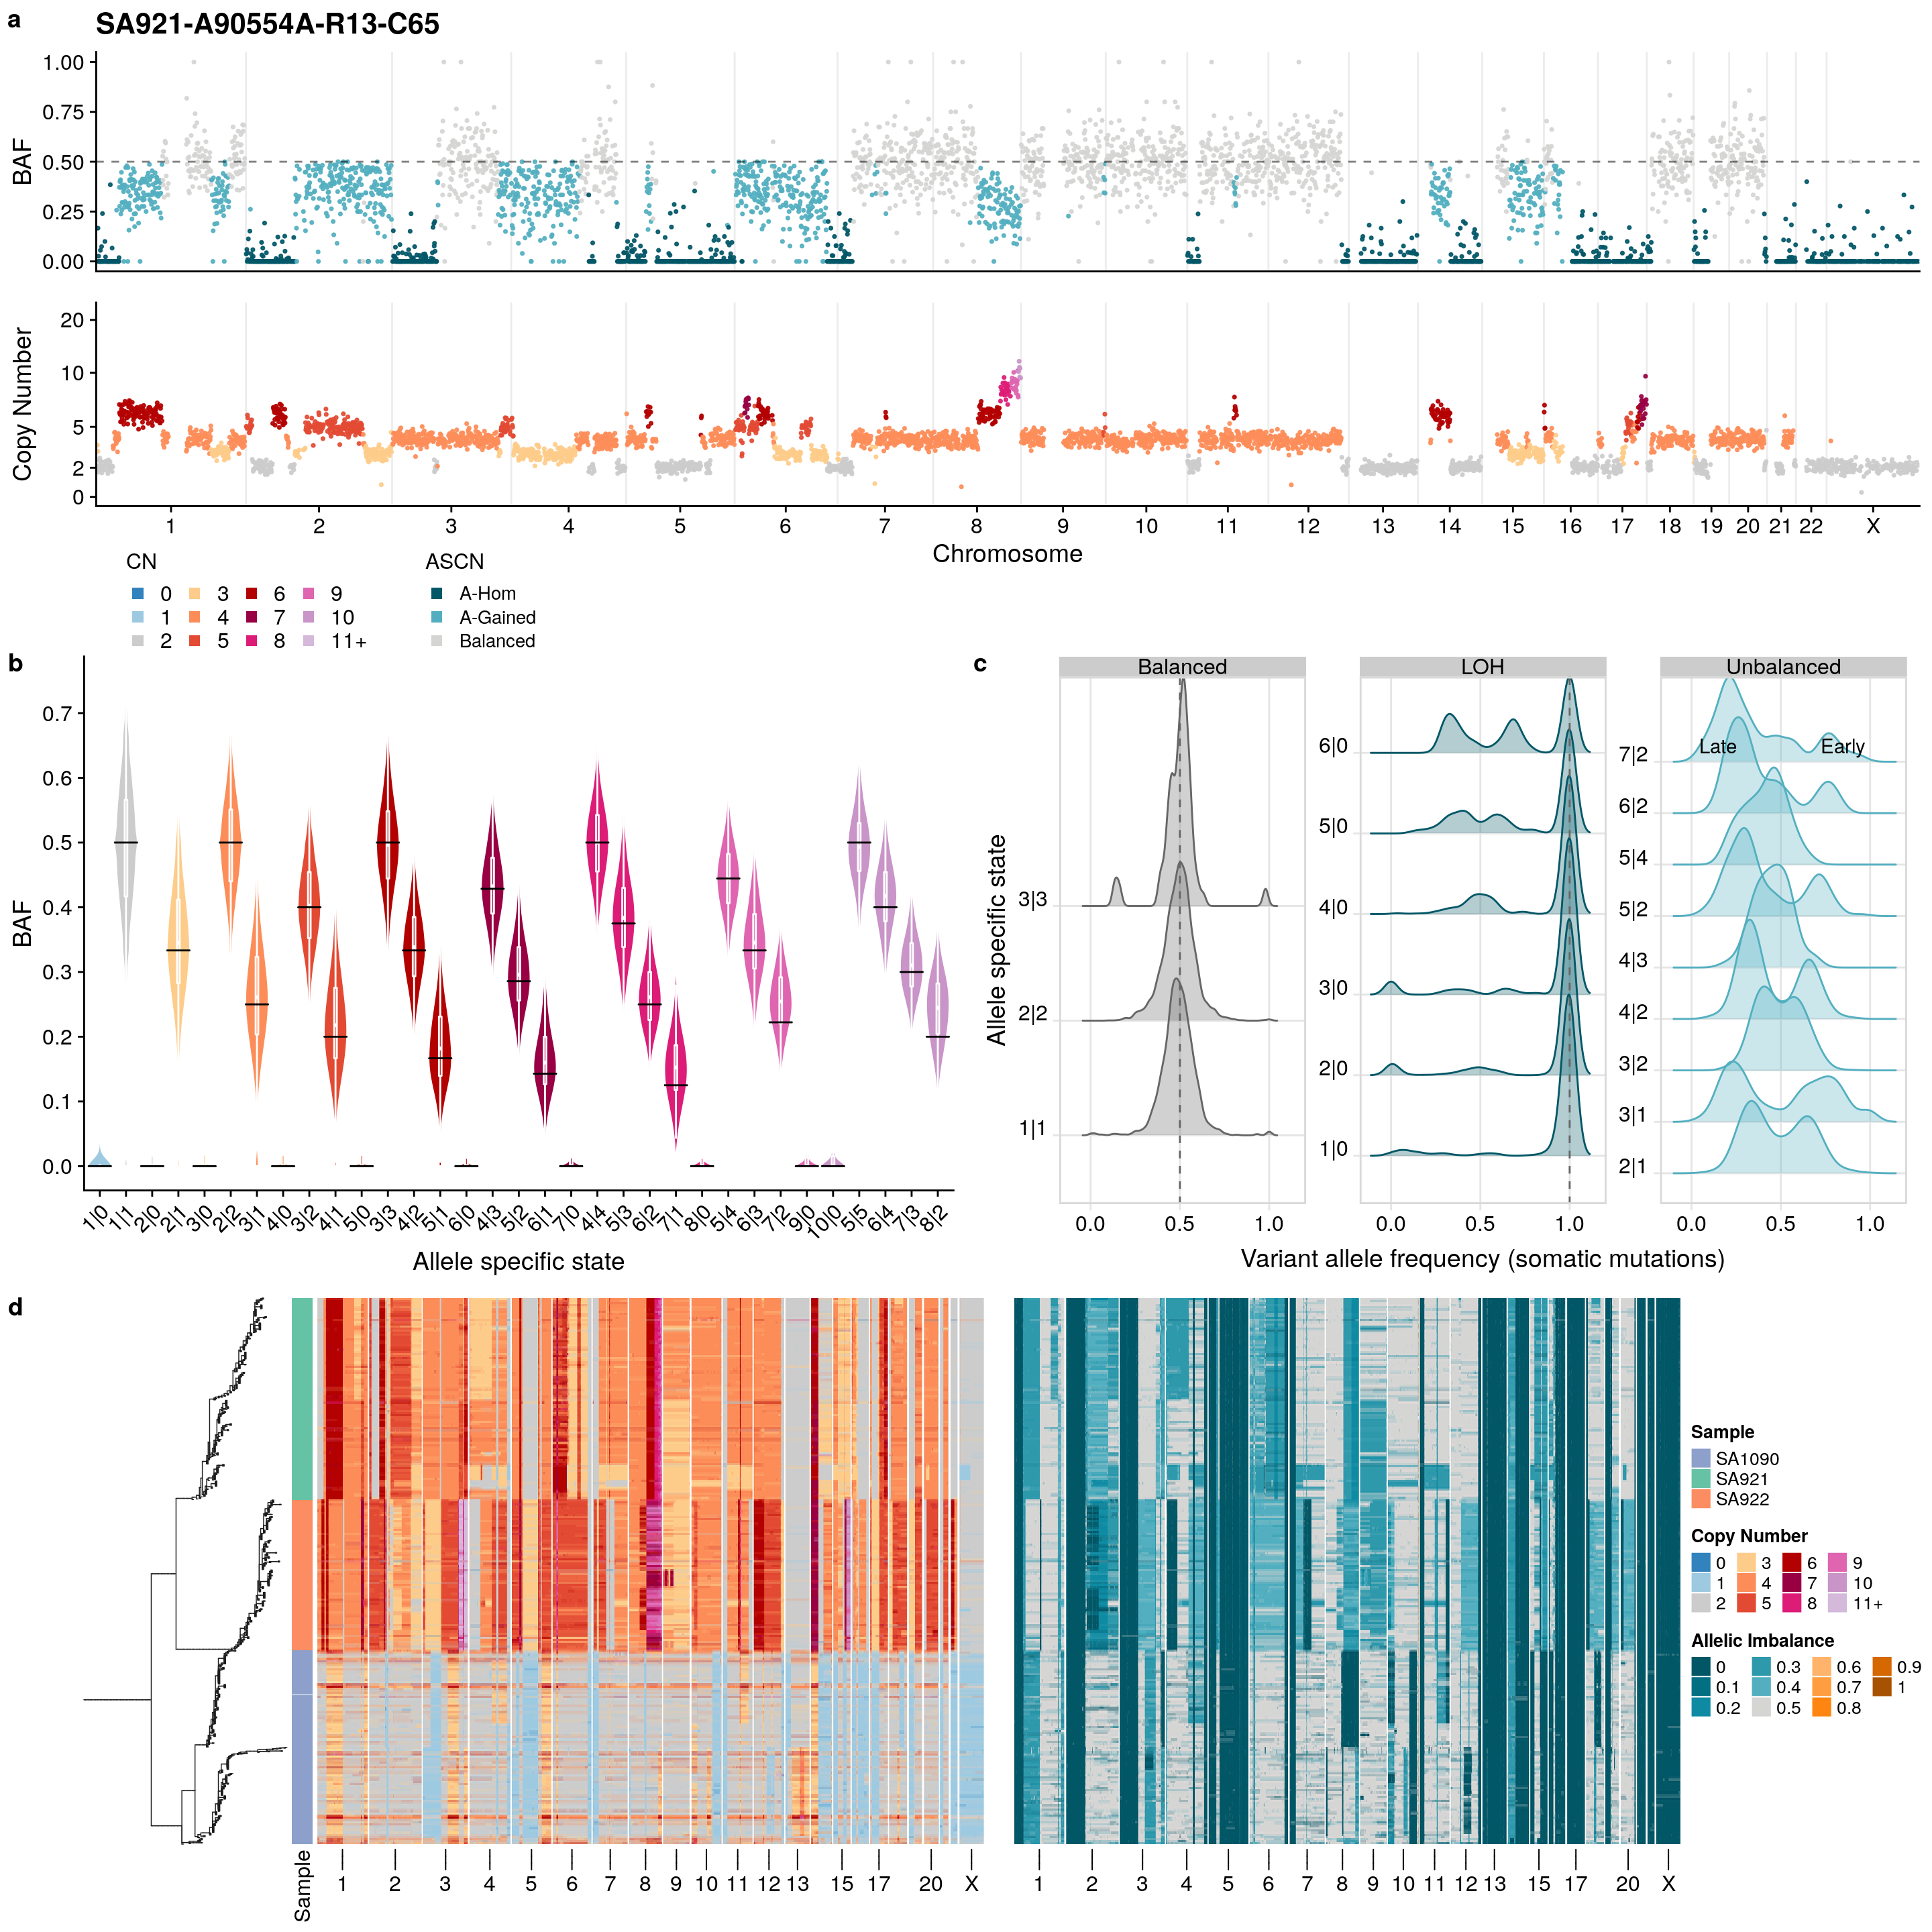 a
SA921-A90554A-R13-C65
BAF
1.00
0.75
0.50
0.25
0.00
Copy Number
20
10
5
2
0
1 2 3 4 5 6 7 8 9 10 11 12 13 14 15 16 17 18 19 20 21 22 X
Chromosome
CN
0 3 6 9
1 4 7 10
2 5 8 11+
ASCN
A-Hom
A-Gained
Balanced
b
BAF
0.7
0.6
0.5
0.4
0.3
0.2
0.1
0.0
1|0 1|1 2|0 2|1 3|0 2|2 3|1 4|0 3|2 4|1 5|0 3|3 4|2 5|1 6|0 4|3 5|2 6|1 7|0 4|4 5|3 6|2 7|1 8|0 5|4 6|3 7|2 9|0 10|0 5|5 6|4 7|3 8|2
Allele specific state
c
Allele specific state
Balanced
3|3
2|2
1|1
0.0 0.5 1.0
LOH
6|0
5|0
4|0
3|0
2|0
1|0
0.0 0.5 1.0
Unbalanced
Late Early
7|2
6|2
5|4
5|2
4|3
4|2
3|2
3|1
2|1
0.0 0.5 1.0
Variant allele frequency (somatic mutations)
d
Sample
1 2 3 4 5 6 7 8 9 10 11 12 13 15 17 20 X
1 2 3 4 5 6 7 8 9 10 11 12 13 15 17 20 X
Sample
SA1090
SA921
SA922
Copy Number
0 3 6 9
1 4 7 10
2 5 8 11+
Allelic Imbalance
0 0.3 0.6 0.9
0.1 0.4 0.7 1
0.2 0.5 0.8